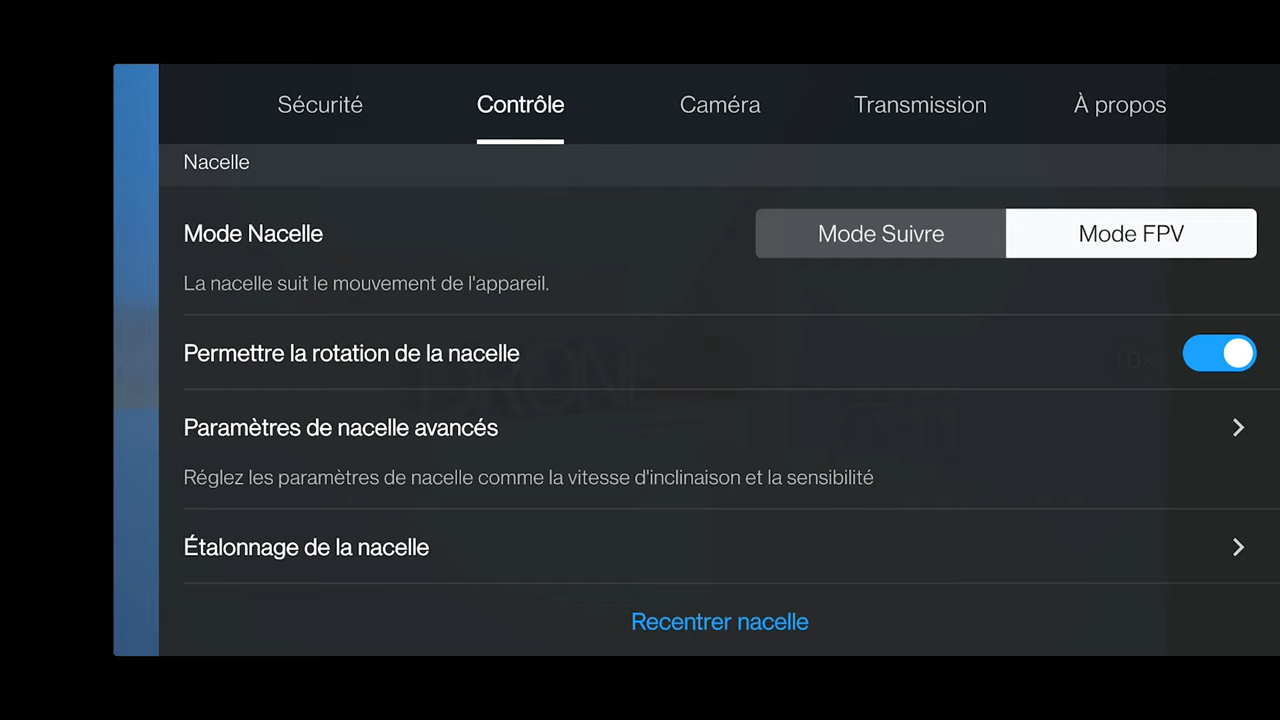 Sécurité Contrôle Caméra Transmission À propos
Nacelle
Mode Nacelle Mode Suivre Mode FPV
La nacelle suit le mouvement de l'appareil.
Permettre la rotation de la nacelle
Paramètres de nacelle avancés
Réglez les paramètres de nacelle comme la vitesse d'inclinaison et la sensibilité
Étalonnage de la nacelle
Recentrer nacelle